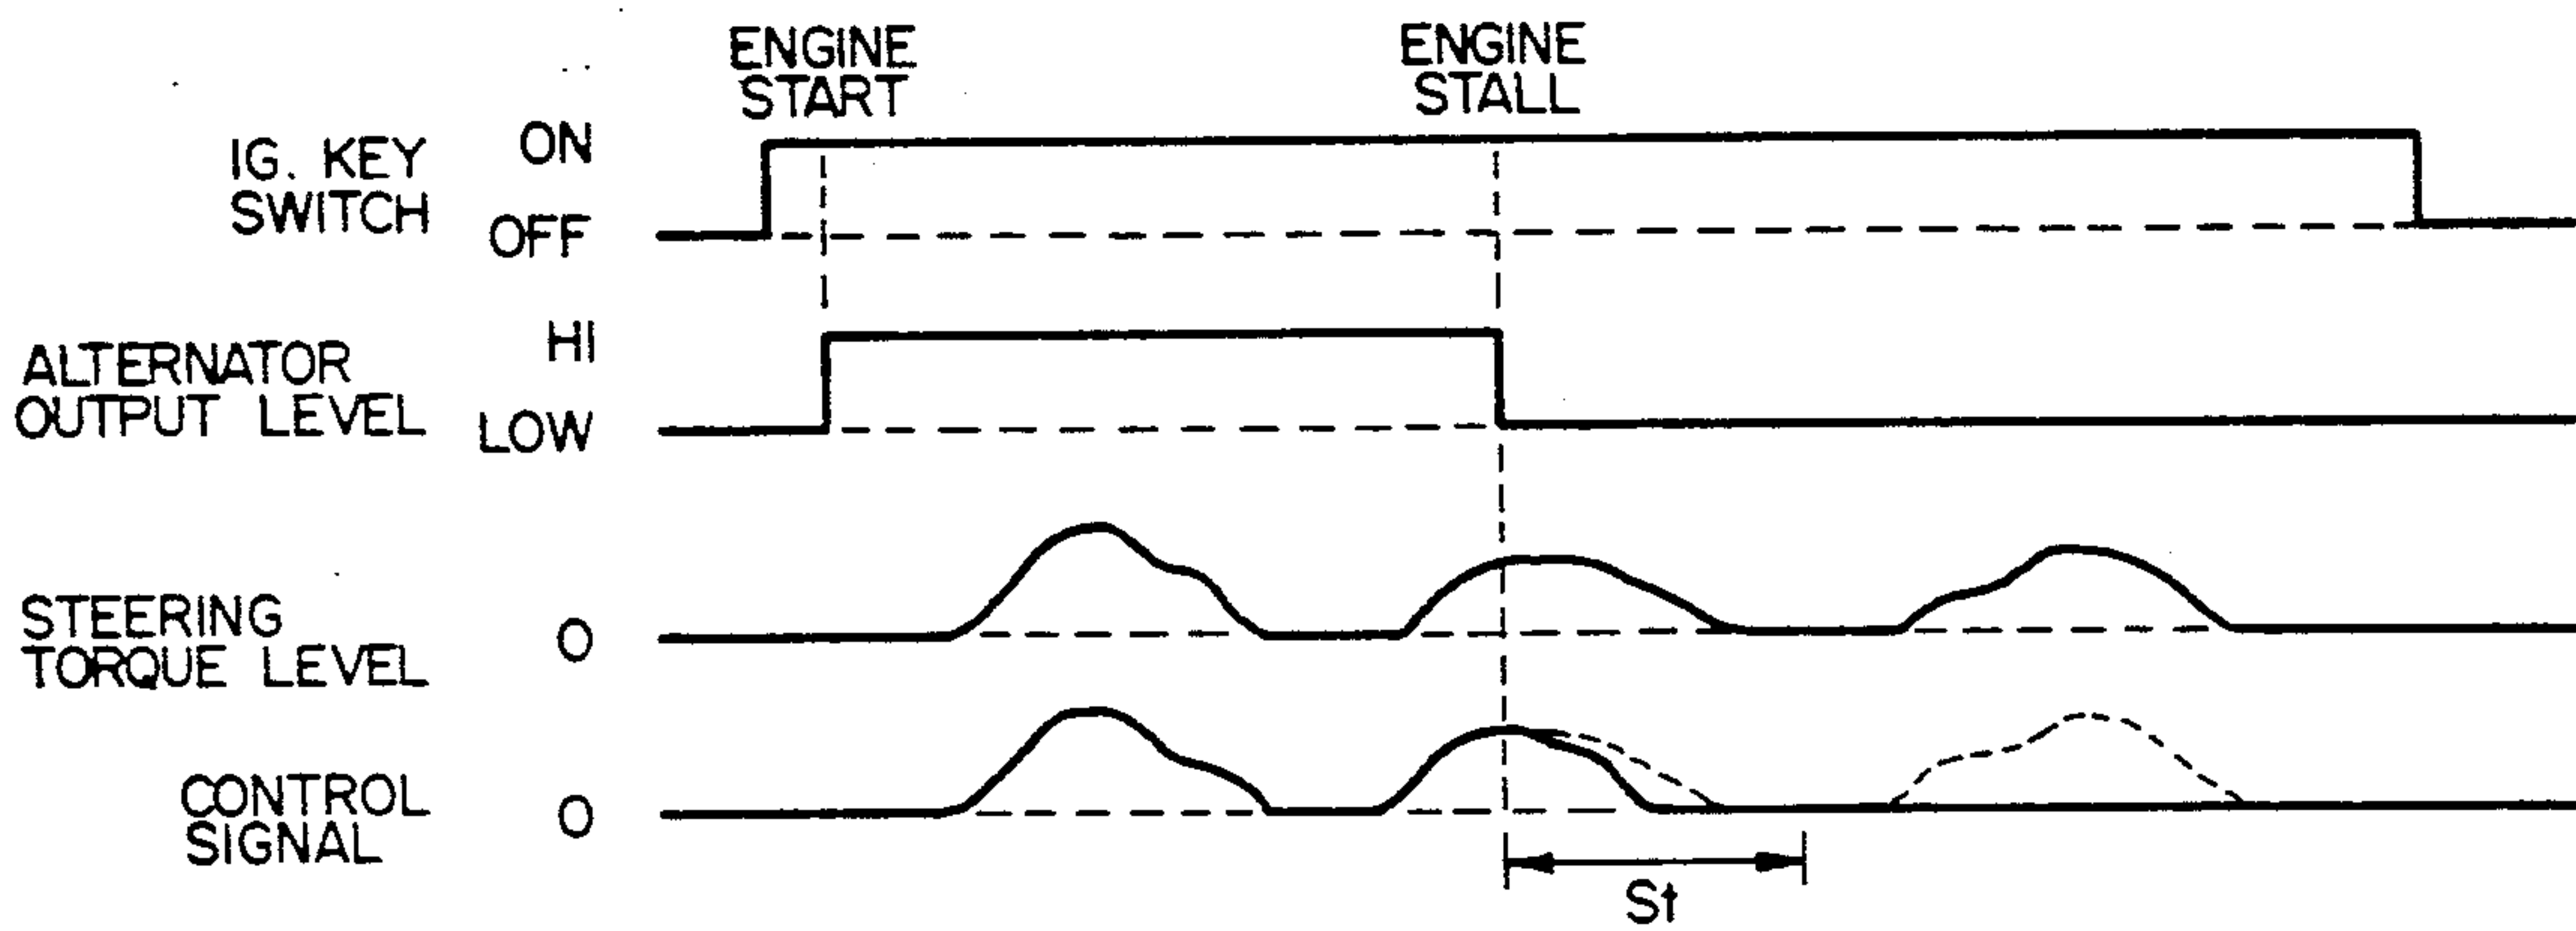 ENGINE
START
ENGINE
STALL
IG. KEY
SWITCH
ON
OFF
ALTERNATOR
OUTPUT LEVEL
HI
LOW
STEERING
TORQUE LEVEL
O
CONTROL
SIGNAL
O
St